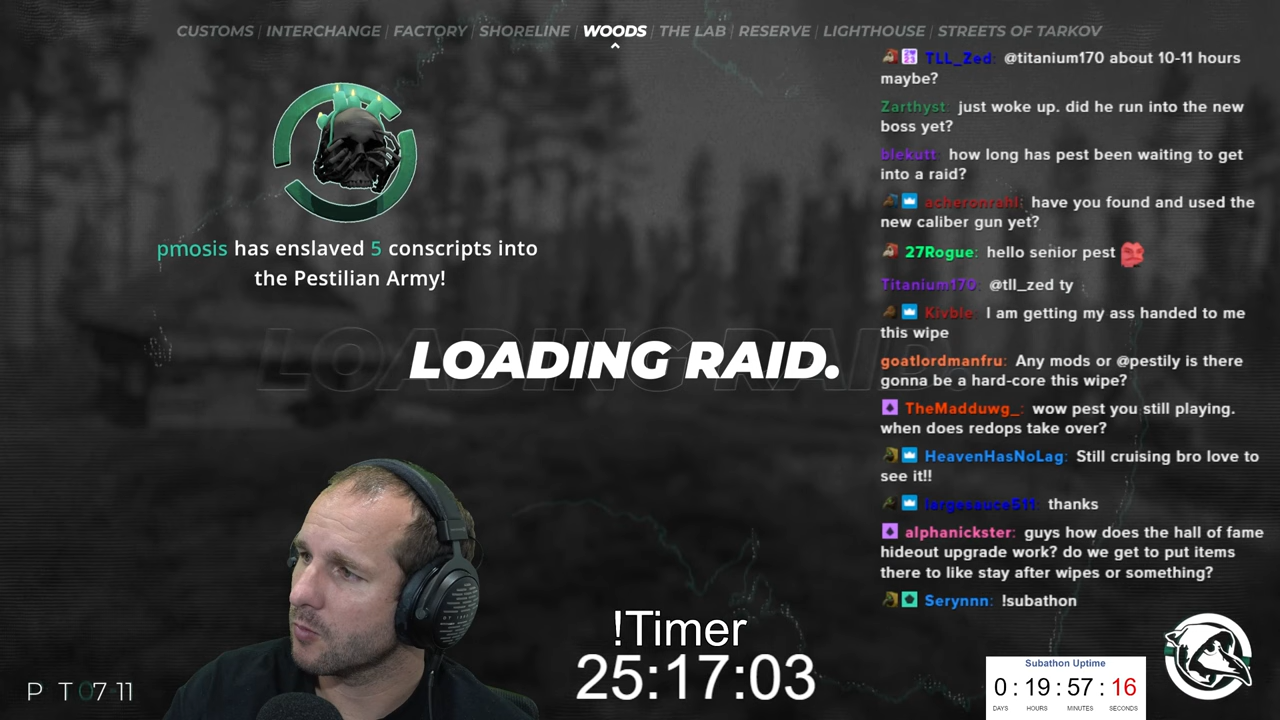 CUSTOMS | INTERCHANGE | FACTORY | SHORELINE | WOODS | THE LAB | RESERVE | LIGHTHOUSE | STREETS OF TARKOV
TLL_Zed: @titanium170 about 10-11 hours
maybe?
Zarthyst: just woke up. did he run into the new
boss yet?
blekutt: how long has pest been waiting to get
into a raid?
acheronrahl: have you found and used the
new caliber gun yet?
27Rogue: hello senior pest
Titanium170: @tll_zed ty
Kivble I am getting my ass handed to me
this wipe
goatlordmanfru: Any mods or @pestily is there
gonna be a hard-core this wipe?
TheMadduwg_: wow pest you still playing.
when does redops take over?
HeavenHasNoLag: Still cruising bro love to
see it!!
largesauce511: thanks
alphanickster: guys how does the hall of fame
hideout upgrade work? do we get to put items
there to like stay after wipes or something?
Serynnn: !subathon
pmosis has enslaved 5 conscripts into
the Pestilian Army!
LOADING RAID.
LOADING RAID
!Timer
25:17:03
Subathon Uptime
0 : 19 : 57 : 16
DAYS HOURS MINUTES SECONDS
P T 07 11